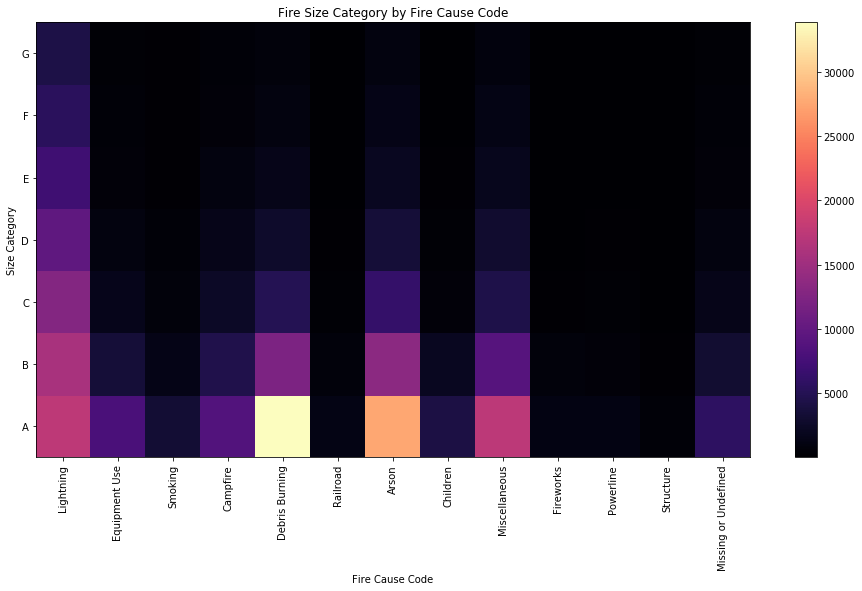 Fire Size Category by Fire Cause Code
Size Category
G
F
E
D
C
B
A
Lightning
Equipment Use
Smoking
Campfire
Debris Burning
Railroad
Arson
Children
Miscellaneous
Fireworks
Powerline
Structure
Missing or Undefined
Fire Cause Code
30000
25000
20000
15000
10000
5000